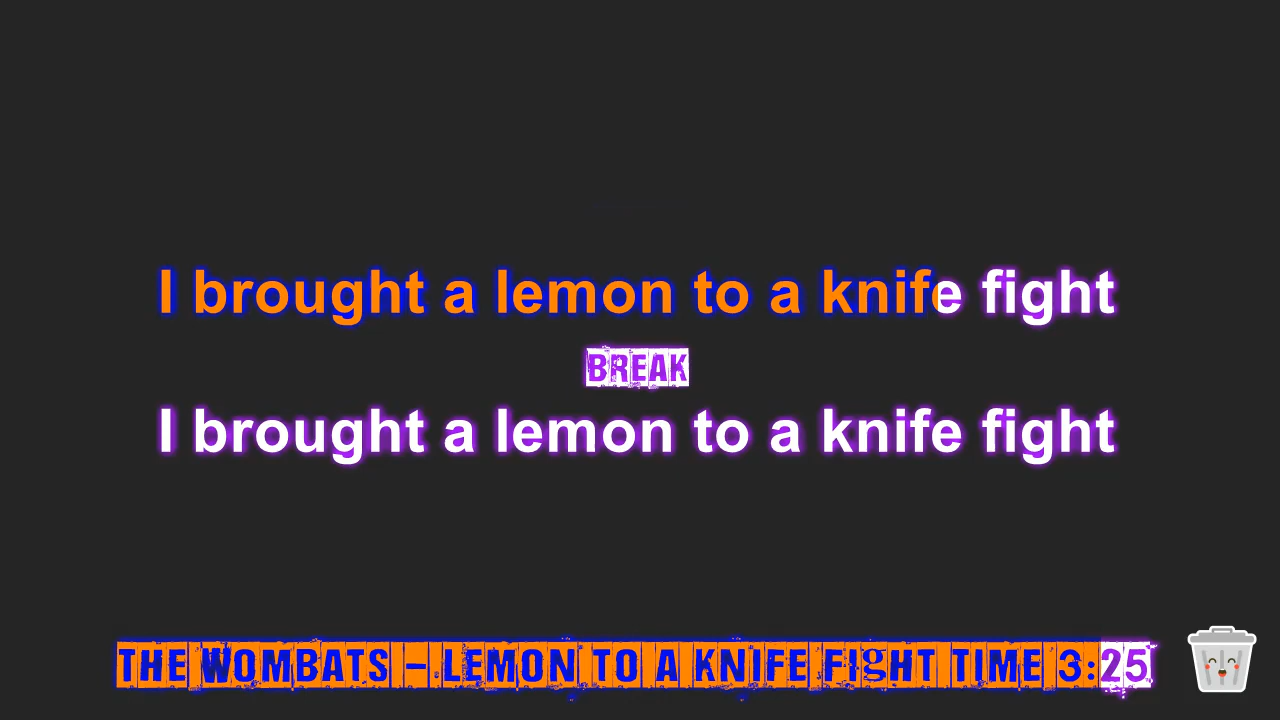 I brought a lemon to a knife fight
BREAK
I brought a lemon to a knife fight
THE WOMBATS - LEMON TO A KNIFE FIGHT TIME 3:25